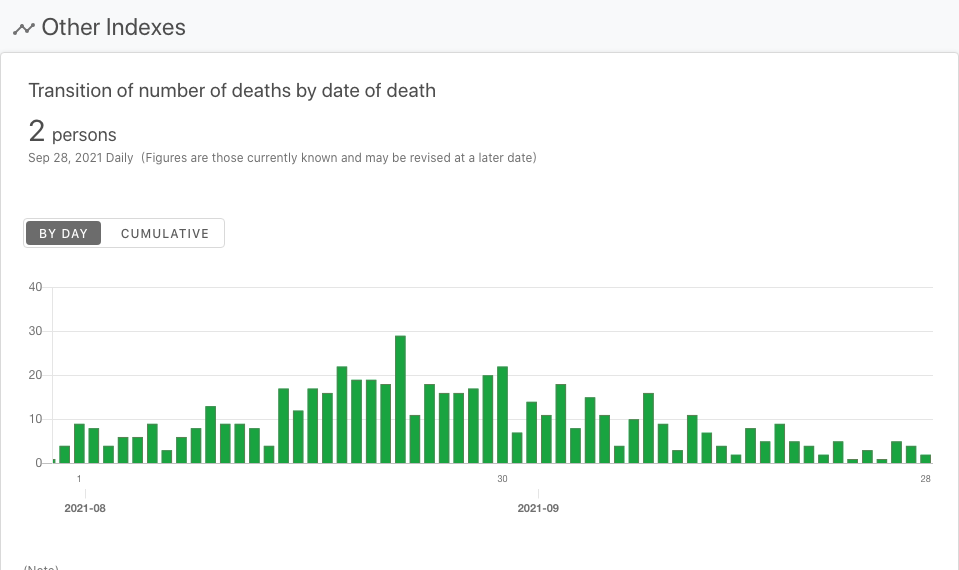 Other Indexes
Transition of number of deaths by date of death
2 persons
Sep 28, 2021 Daily (Figures are those currently known and may be revised at a later date)
BY DAY CUMULATIVE
40
30
20
10
0
1 30 28
2021-08 2021-09
(Note)